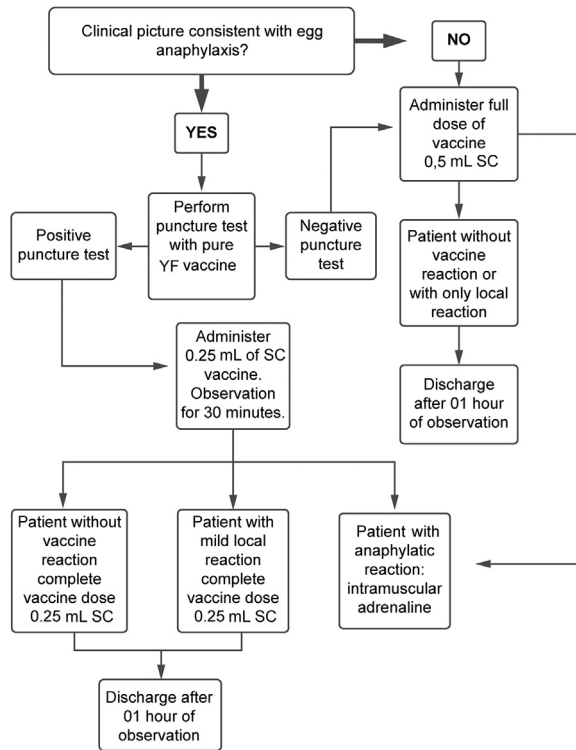 Clinical picture consistent with egg
anaphylaxis?
NO
YES
Administer full
dose of
vaccine
0,5 mL SC
Positive
puncture test
Perform
puncture test
with pure
YF vaccine
Negative
puncture
test
Patient without
vaccine
reaction or
with only local
reaction
Administer
0.25 mL of SC
vaccine.
Observation
for 30 minutes.
Discharge
after 01 hour
of observation
Patient without
vaccine
reaction
complete
vaccine dose
0.25 mL SC
Patient with
mild local
reaction
complete
vaccine dose
0.25 mL SC
Patient with
anaphylatic
reaction:
intramuscular
adrenaline
Discharge after
01 hour of
observation